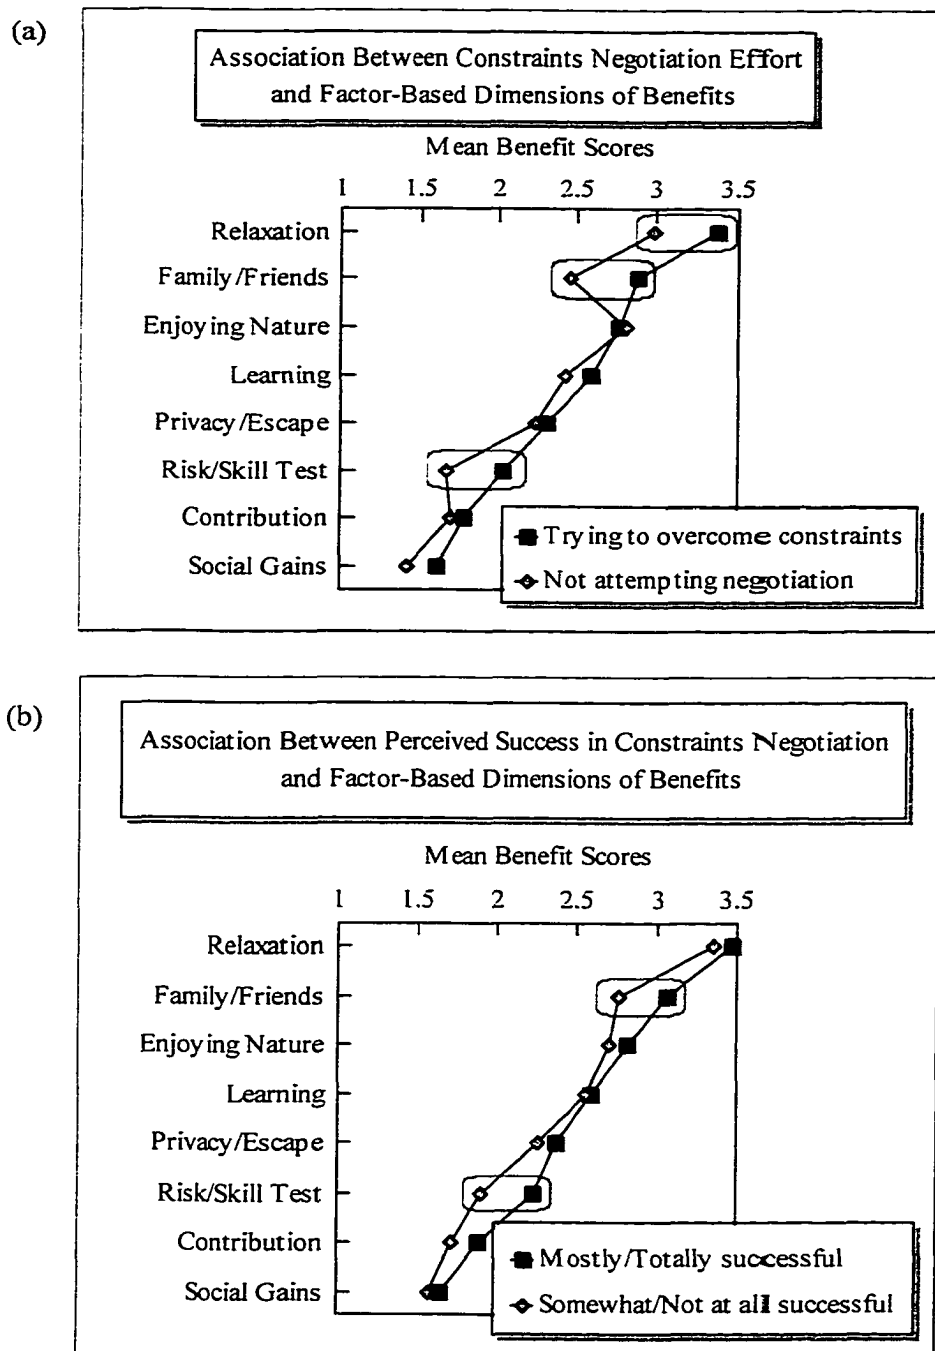 (a)
Association Between Constraints Negotiation Effort
and Factor-Based Dimensions of Benefits
Mean Benefit Scores
1 1.5 2 2.5 3 3.5
Relaxation
Family/Friends
Enjoying Nature
Learning
Privacy/Escape
Risk/Skill Test
Contribution
Social Gains
Trying to overcome constraints
Not attempting negotiation
(b)
Association Between Perceived Success in Constraints Negotiation
and Factor-Based Dimensions of Benefits
Mean Benefit Scores
1 1.5 2 2.5 3 3.5
Relaxation
Family/Friends
Enjoying Nature
Learning
Privacy/Escape
Risk/Skill Test
Contribution
Social Gains
Mostly/Totally successful
Somewhat/Not at all successful